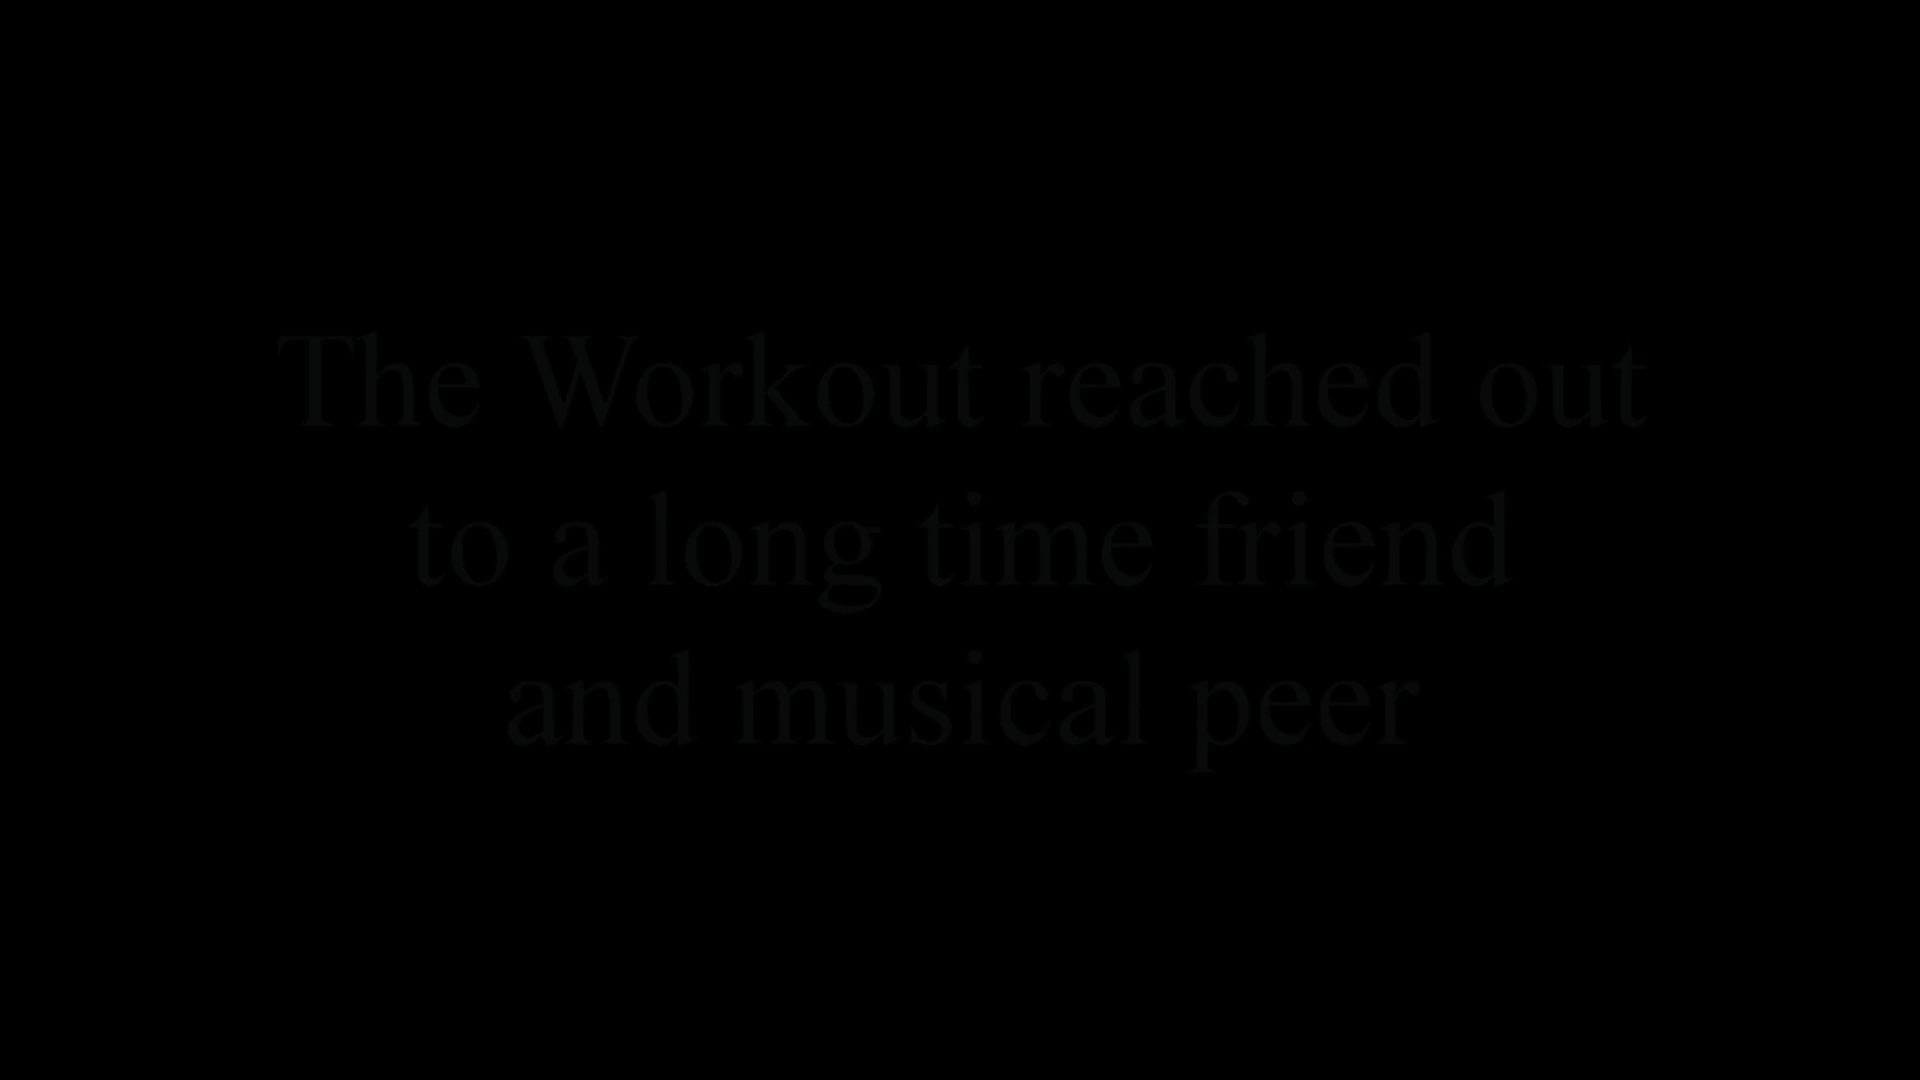 The Workout reached out
to a long time friend
and musical peer